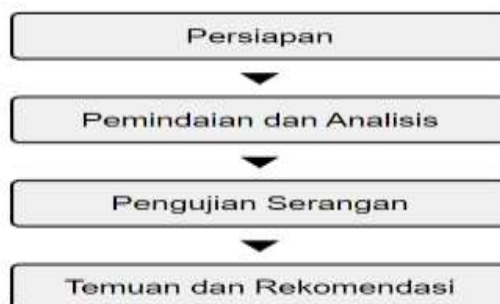 Persiapan
Pemindaian dan Analisis
Pengujian Serangan
Temuan dan Rekomendasi